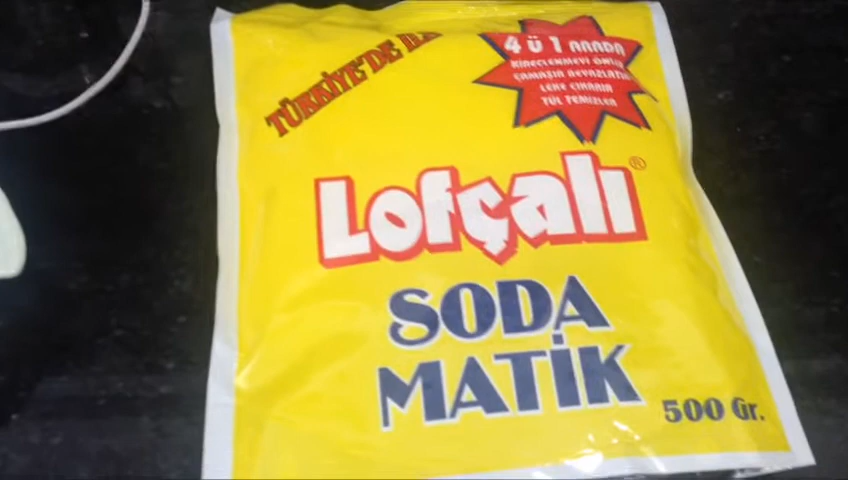 TÜRKİYE'DE İLK
4 Ü 1 ARADA
KİREÇLENMEYİ ÖNLER
ÇAMAŞIR BEYAZLATIR
LEKE ÇIKARIR
TÜL TEMİZLER
Lofçalı®
SODA
MATİK
500 Gr.